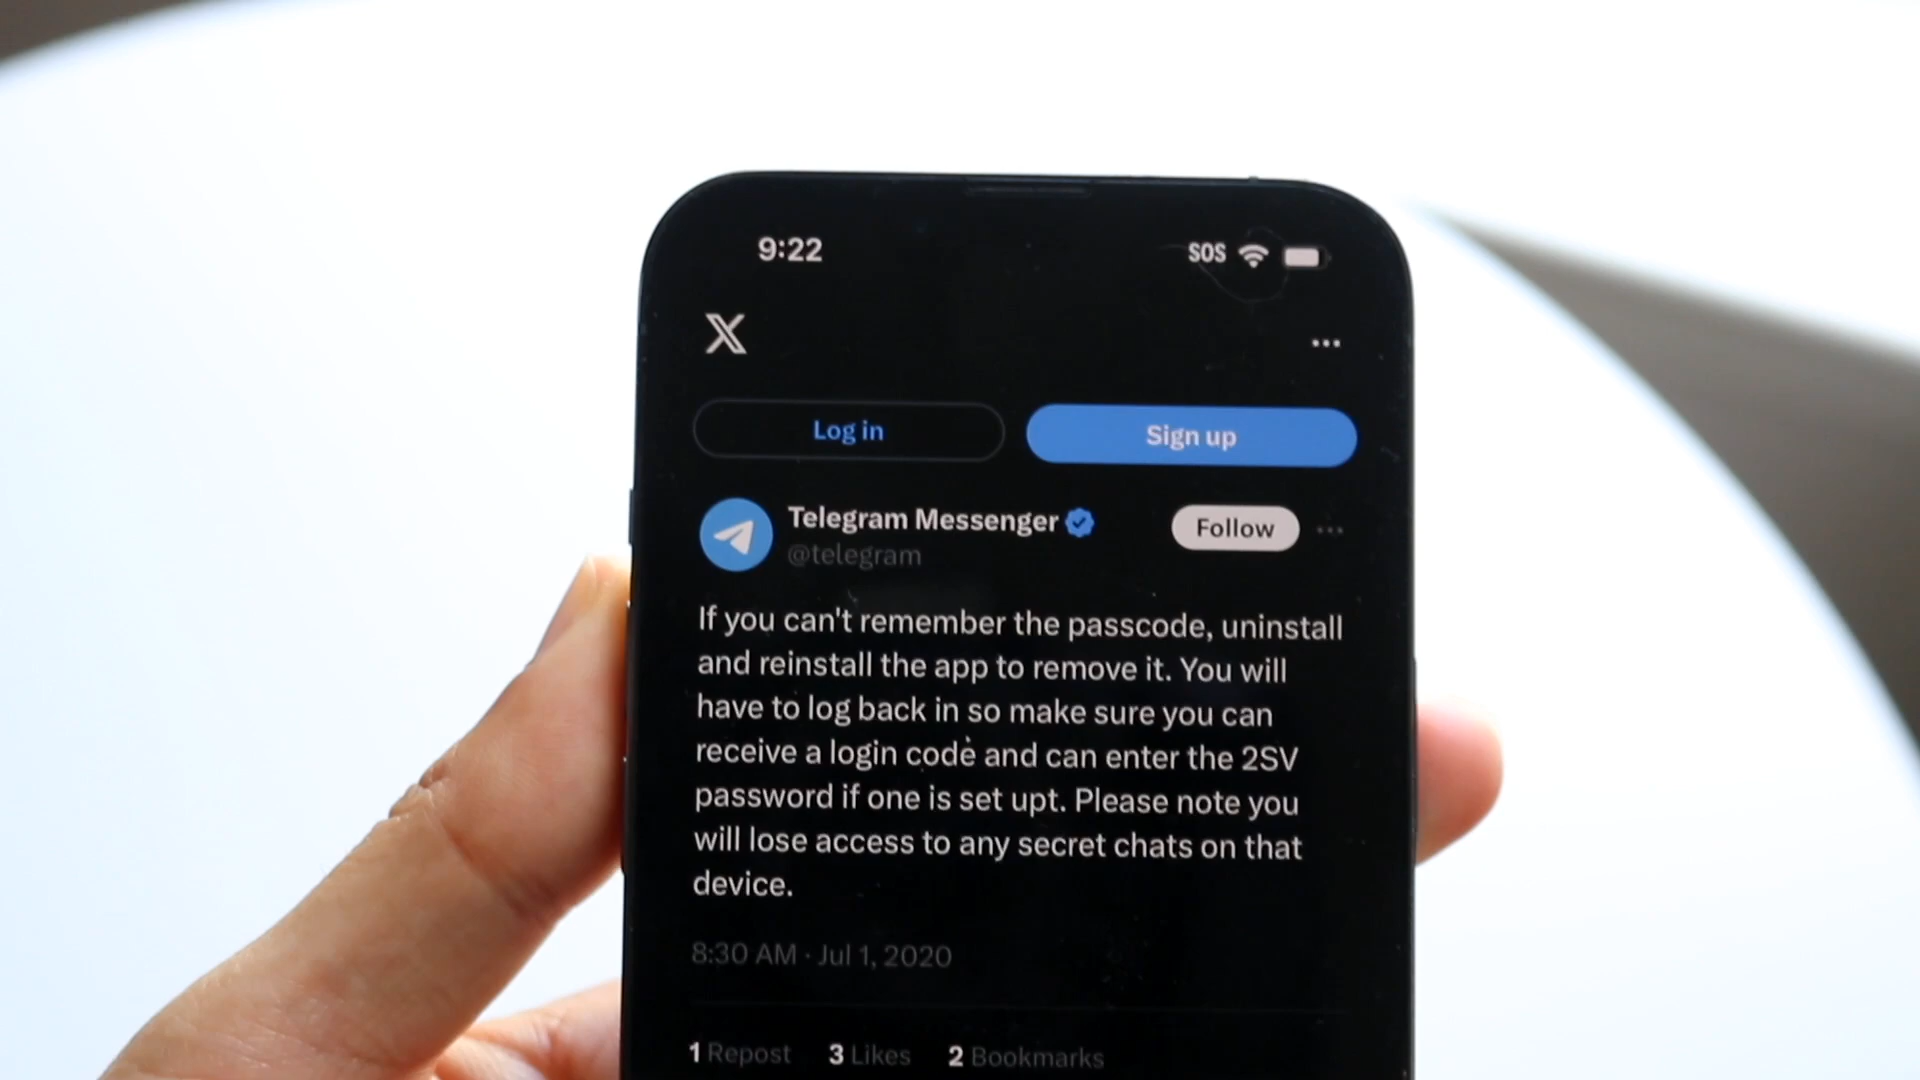 9:22 SOS
X
Log in Sign up
Telegram Messenger Follow
@telegram
If you can't remember the passcode, uninstall
and reinstall the app to remove it. You will
have to log back in so make sure you can
receive a login code and can enter the 2SV
password if one is set upt. Please note you
will lose access to any secret chats on that
device.
8:30 AM · Jul 1, 2020
1 Repost 3 Likes 2 Bookmarks